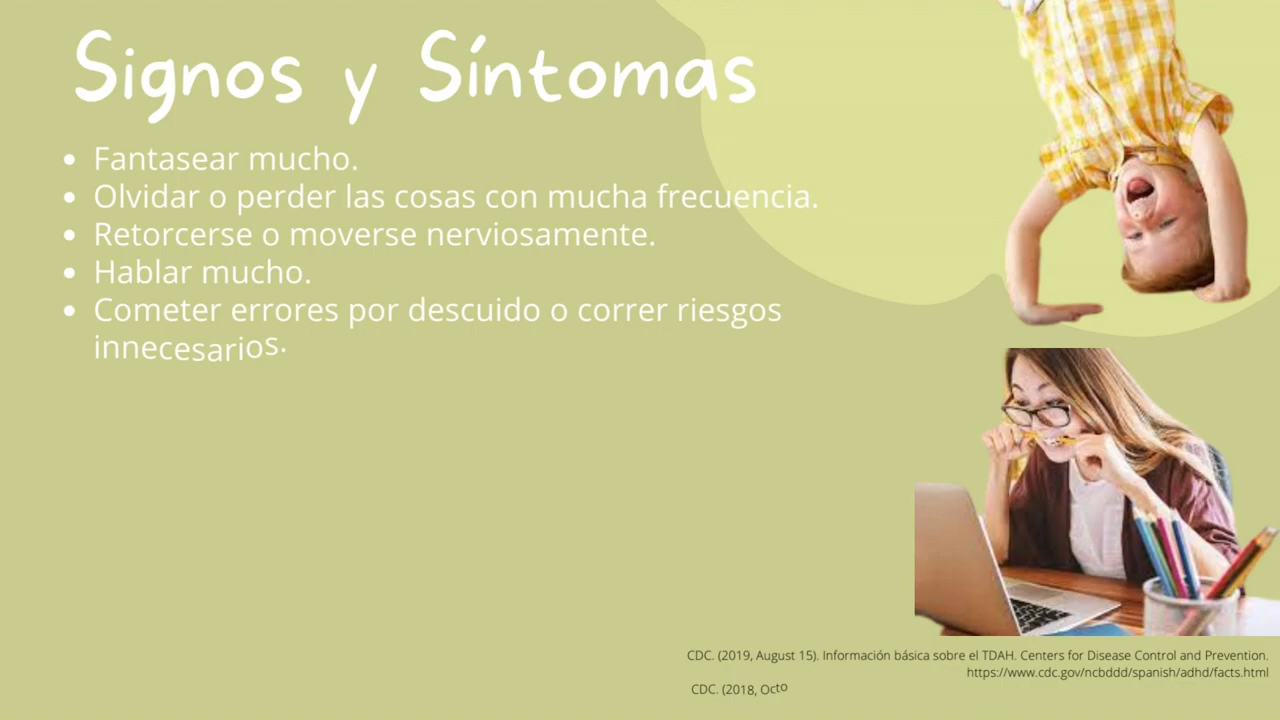 Signos y Síntomas
• Fantasear mucho.
• Olvidar o perder las cosas con mucha frecuencia.
• Retorcerse o moverse nerviosamente.
• Hablar mucho.
• Cometer errores por descuido o correr riesgos
innecesarios.
CDC. (2019, August 15). Información básica sobre el TDAH. Centers for Disease Control and Prevention.
https://www.cdc.gov/ncbddd/spanish/adhd/facts.html
CDC. (2018, Octo